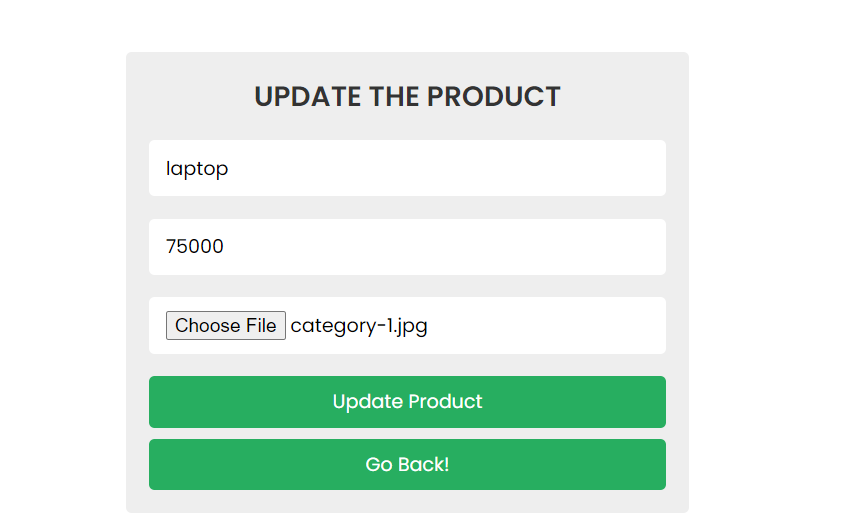 UPDATE THE PRODUCT
laptop
75000
Choose File category-1.jpg
Update Product
Go Back!